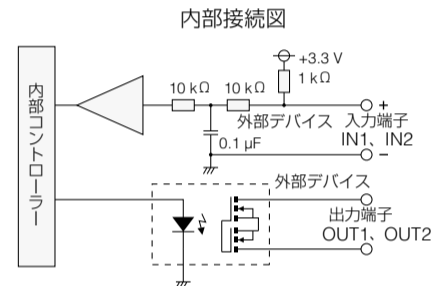 内部接続図
+3.3 V
1 kΩ
10 kΩ
10 kΩ
外部デバイス
入力端子
IN1、IN2
+
−
0.1 µF
内部コントローラー
外部デバイス
出力端子
OUT1、OUT2